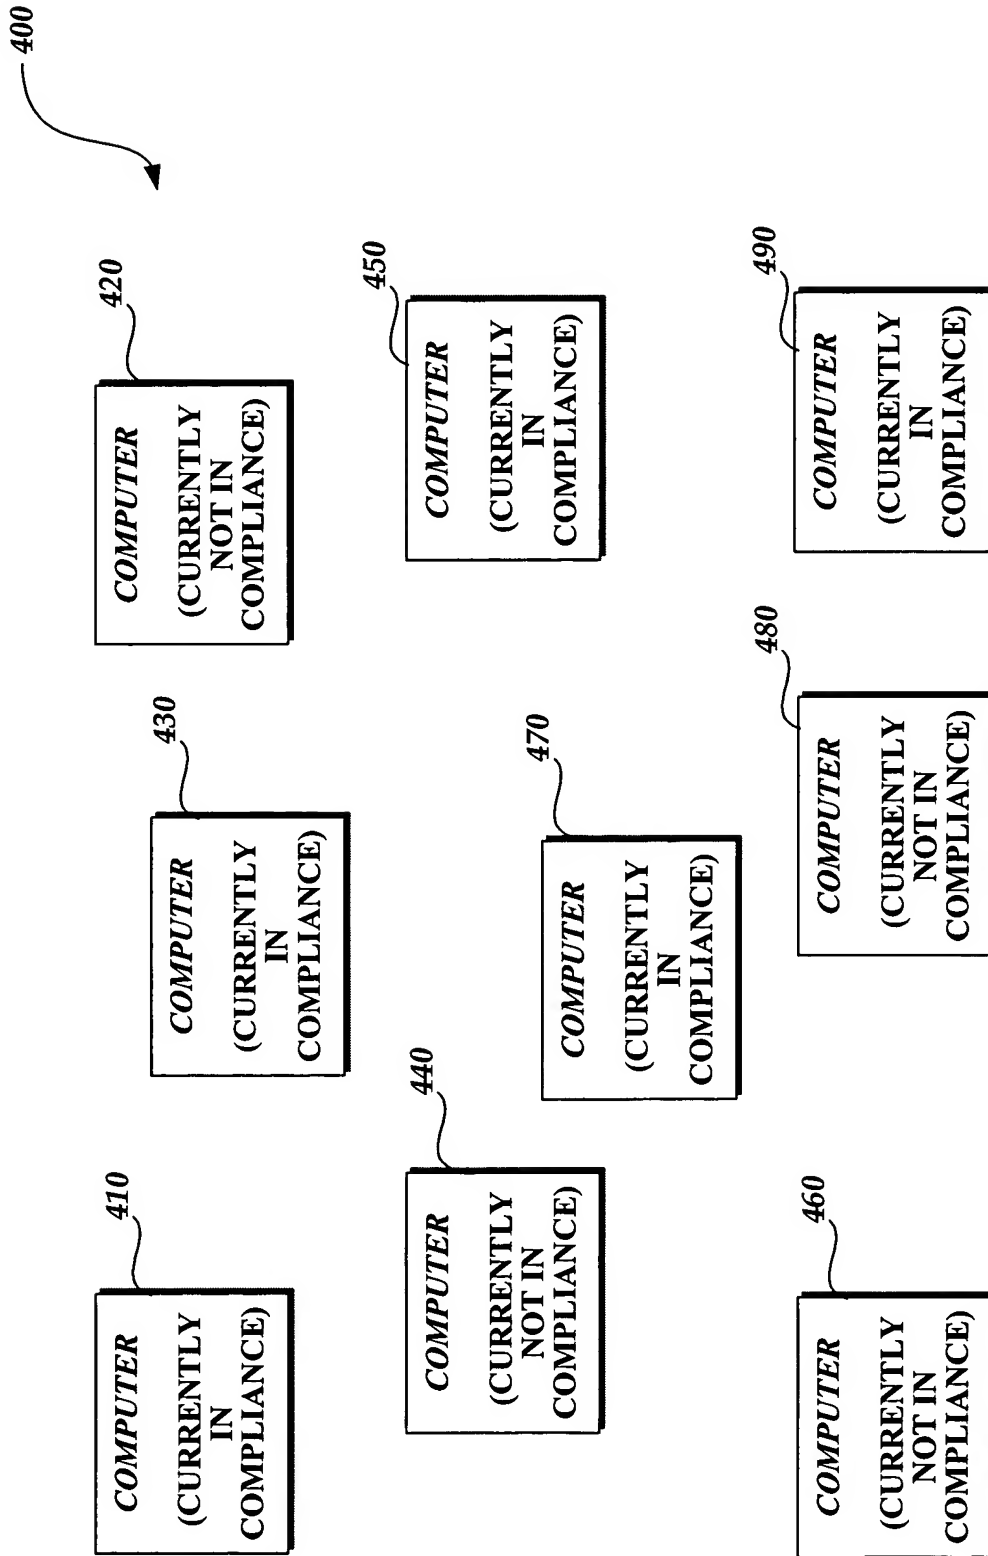 400
410
COMPUTER
(CURRENTLY
IN
COMPLIANCE)
420
COMPUTER
(CURRENTLY
NOT IN
COMPLIANCE)
430
COMPUTER
(CURRENTLY
IN
COMPLIANCE)
440
COMPUTER
(CURRENTLY
NOT IN
COMPLIANCE)
450
COMPUTER
(CURRENTLY
IN
COMPLIANCE)
470
COMPUTER
(CURRENTLY
IN
COMPLIANCE)
460
COMPUTER
(CURRENTLY
NOT IN
COMPLIANCE)
480
COMPUTER
(CURRENTLY
NOT IN
COMPLIANCE)
490
COMPUTER
(CURRENTLY
IN
COMPLIANCE)